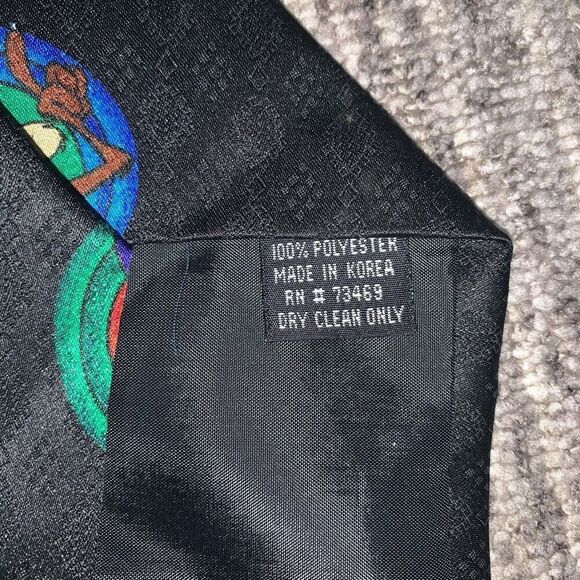 100% POLYESTER
MADE IN KOREA
RN # 73469
DRY CLEAN ONLY